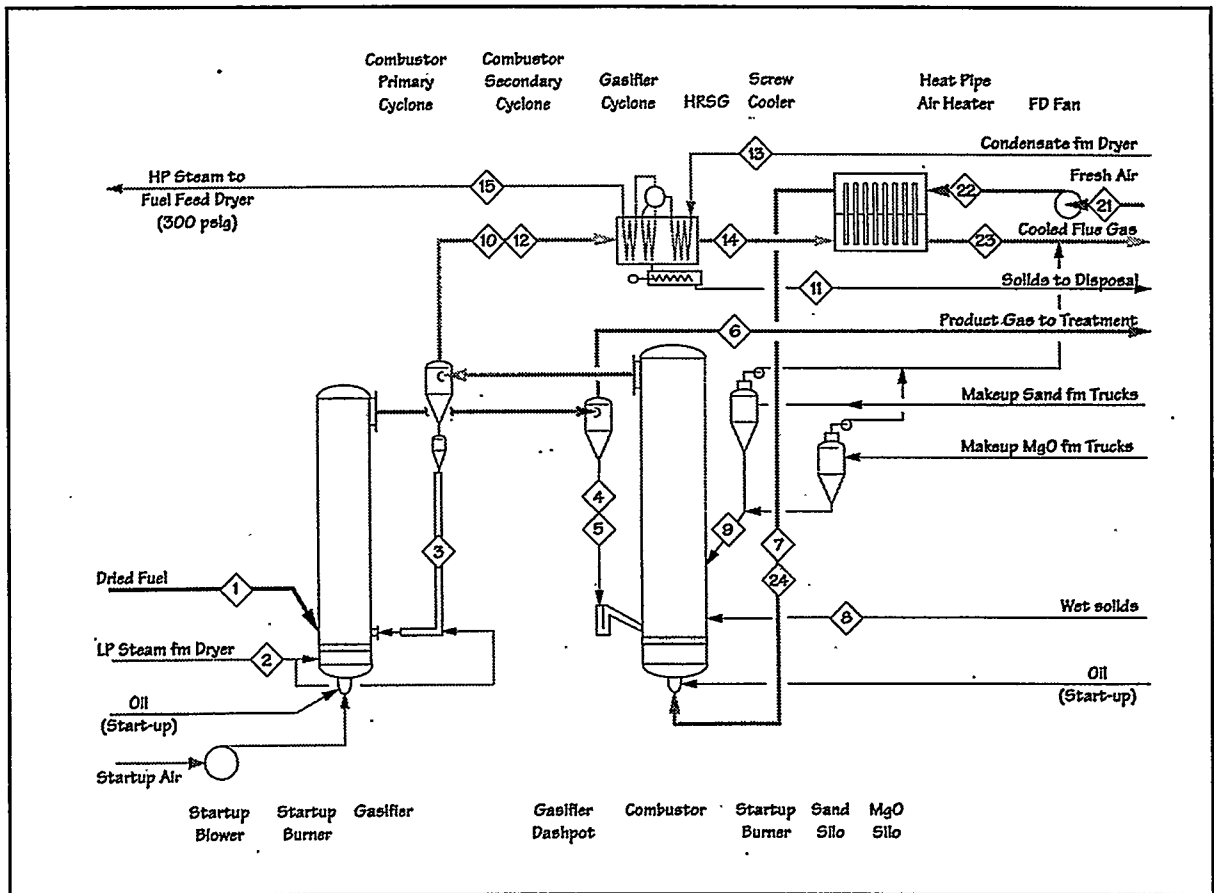 Combustor
Primary
Cyclone
Combustor
Secondary
Cyclone
Gasifier
Cyclone
HRSG
Screw
Cooler
Heat Pipe
Air Heater
FD Fan
13
Condensate fm Dryer
HP Steam to
Fuel Feed Dryer
(300 psig)
15
22
Fresh Air
21
10
12
14
23
Cooled Flue Gas
11
Solids to Disposal
6
Product Gas to Treatment
Makeup Sand fm Trucks
Makeup MgO fm Trucks
4
5
9
3
7
24
Dried Fuel
1
8
Wet solids
LP Steam fm Dryer
2
Oil
(Start-up)
Oil
(Start-up)
Startup Air
Startup
Blower
Startup
Burner
Gasifier
Gasifier
Dashpot
Combustor
Startup
Burner
Sand
Silo
MgO
Silo